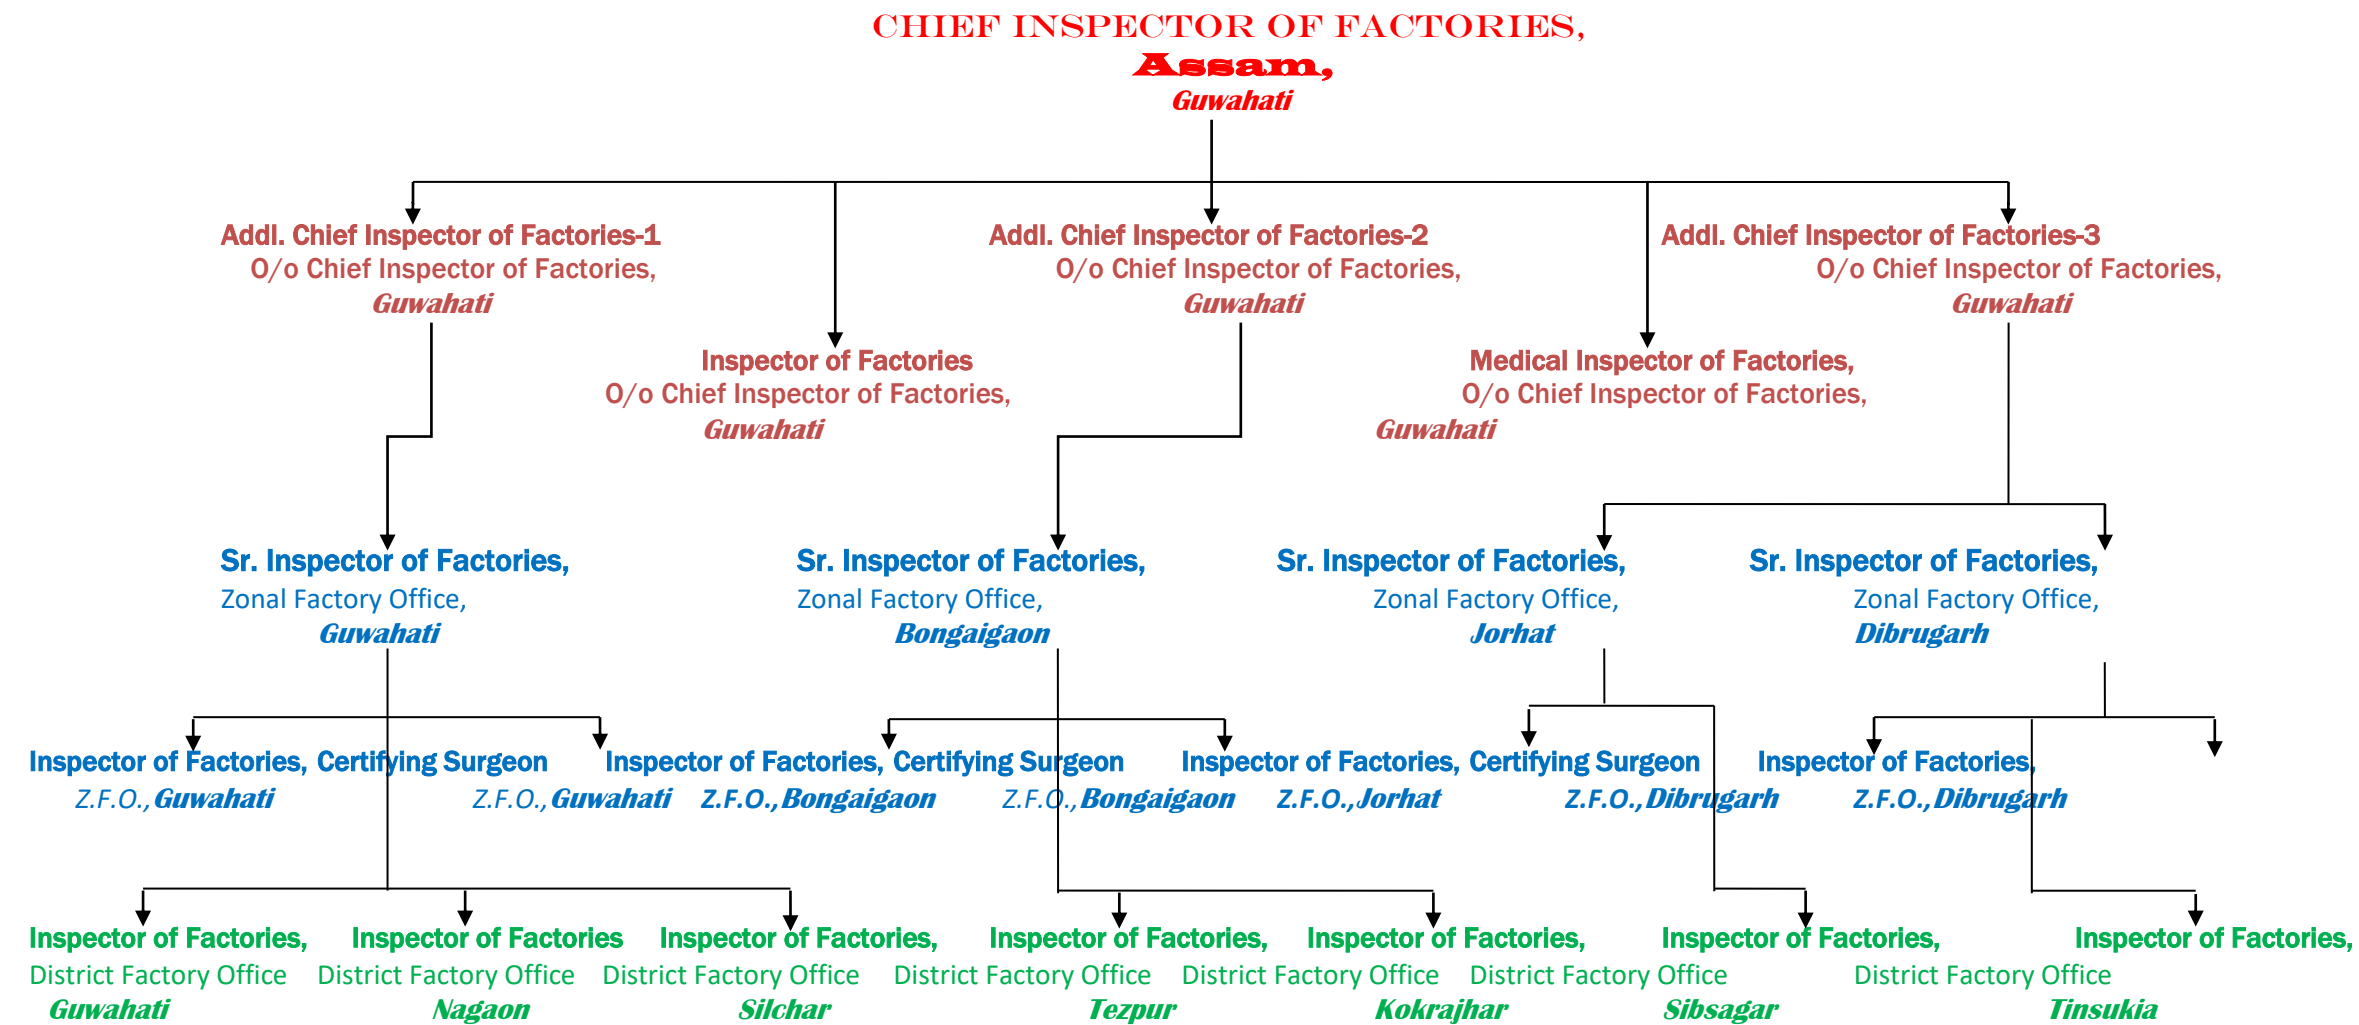 CHIEF INSPECTOR OF FACTORIES,
Assam,
Guwahati
Addl. Chief Inspector of Factories-1 Addl. Chief Inspector of Factories-2 Addl. Chief Inspector of Factories-3
O/o Chief Inspector of Factories, O/o Chief Inspector of Factories, O/o Chief Inspector of Factories,
Guwahati Guwahati Guwahati
Inspector of Factories Medical Inspector of Factories,
O/o Chief Inspector of Factories, O/o Chief Inspector of Factories,
Guwahati Guwahati
Sr. Inspector of Factories, Sr. Inspector of Factories, Sr. Inspector of Factories, Sr. Inspector of Factories,
Zonal Factory Office, Zonal Factory Office, Zonal Factory Office, Zonal Factory Office,
Guwahati Bongaigaon Jorhat Dibrugarh
Inspector of Factories, Certifying Surgeon Inspector of Factories, Certifying Surgeon Inspector of Factories, Certifying Surgeon Inspector of Factories,
Z.F.O., Guwahati Z.F.O., Guwahati Z.F.O., Bongaigaon Z.F.O., Bongaigaon Z.F.O., Jorhat Z.F.O., Dibrugarh Z.F.O., Dibrugarh
Inspector of Factories, Inspector of Factories Inspector of Factories, Inspector of Factories, Inspector of Factories, Inspector of Factories, Inspector of Factories,
District Factory Office District Factory Office District Factory Office District Factory Office District Factory Office District Factory Office District Factory Office
Guwahati Nagaon Silchar Tezpur Kokrajhar Sibsagar Tinsukia